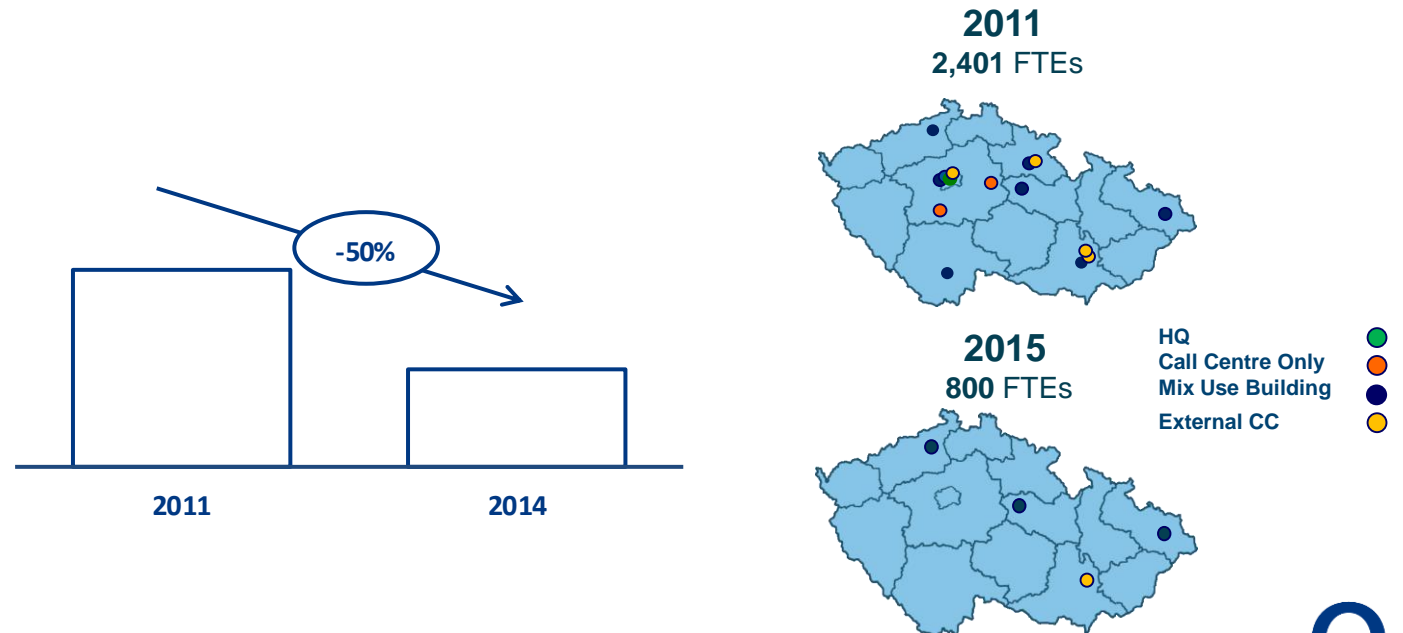 -50%
2011
2014
2011
2,401 FTEs
2015
800 FTEs
HQ
Call Centre Only
Mix Use Building
External CC